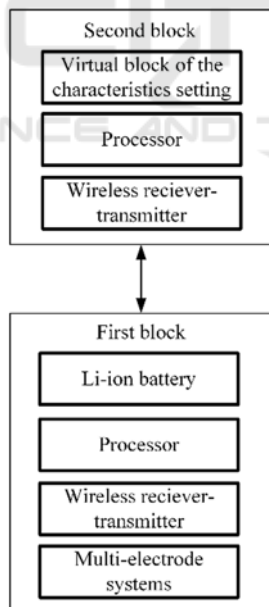 Second block
Virtual block of the
characteristics setting
Processor
Wireless reciever-
transmitter
First block
Li-ion battery
Processor
Wireless reciever-
transmitter
Multi-electrode
systems